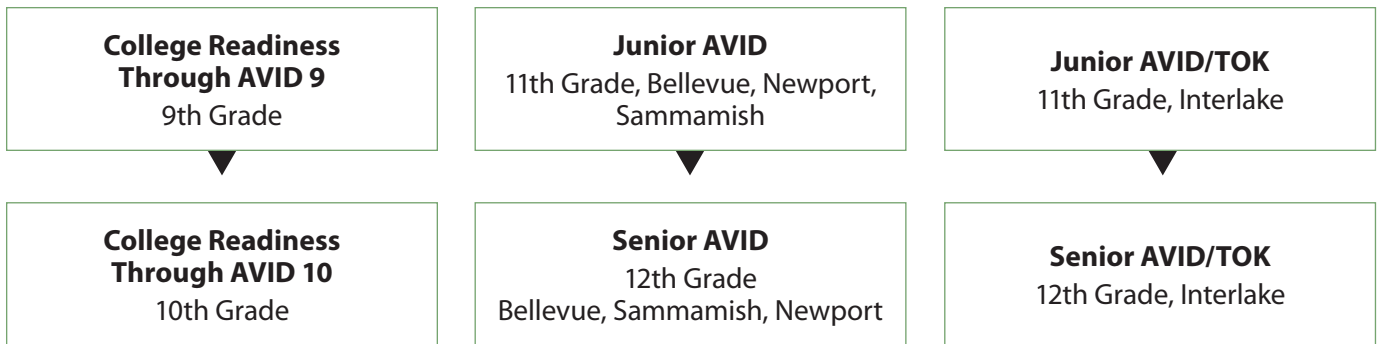 College Readiness
Through AVID 9
9th Grade
Junior AVID
11th Grade, Bellevue, Newport,
Sammamish
Junior AVID/TOK
11th Grade, Interlake
College Readiness
Through AVID 10
10th Grade
Senior AVID
12th Grade
Bellevue, Sammamish, Newport
Senior AVID/TOK
12th Grade, Interlake